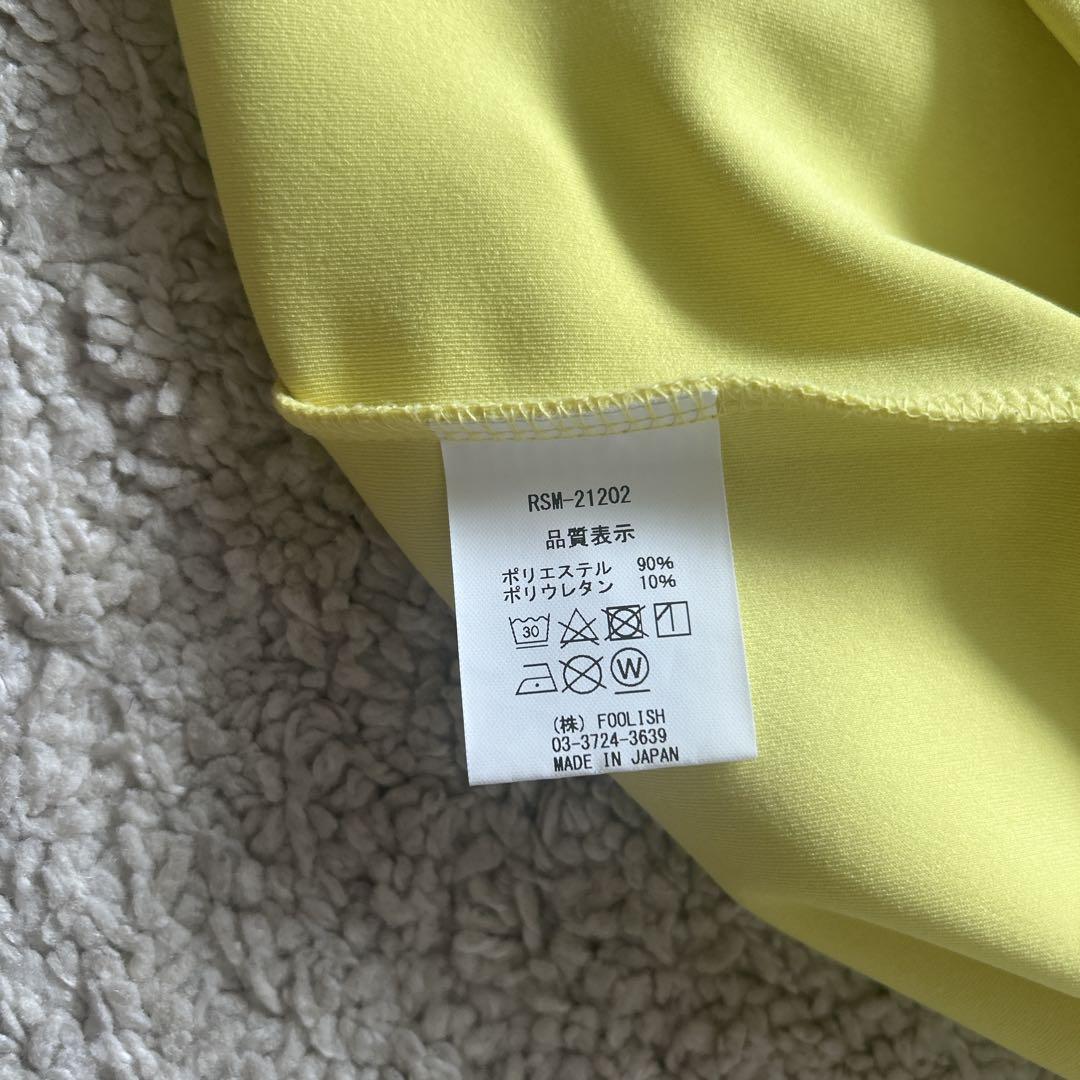 RSM-21202
品質表示
ポリエステル 90%
ポリウレタン 10%
30
W
(株) FOOLISH
03-3724-3639
MADE IN JAPAN